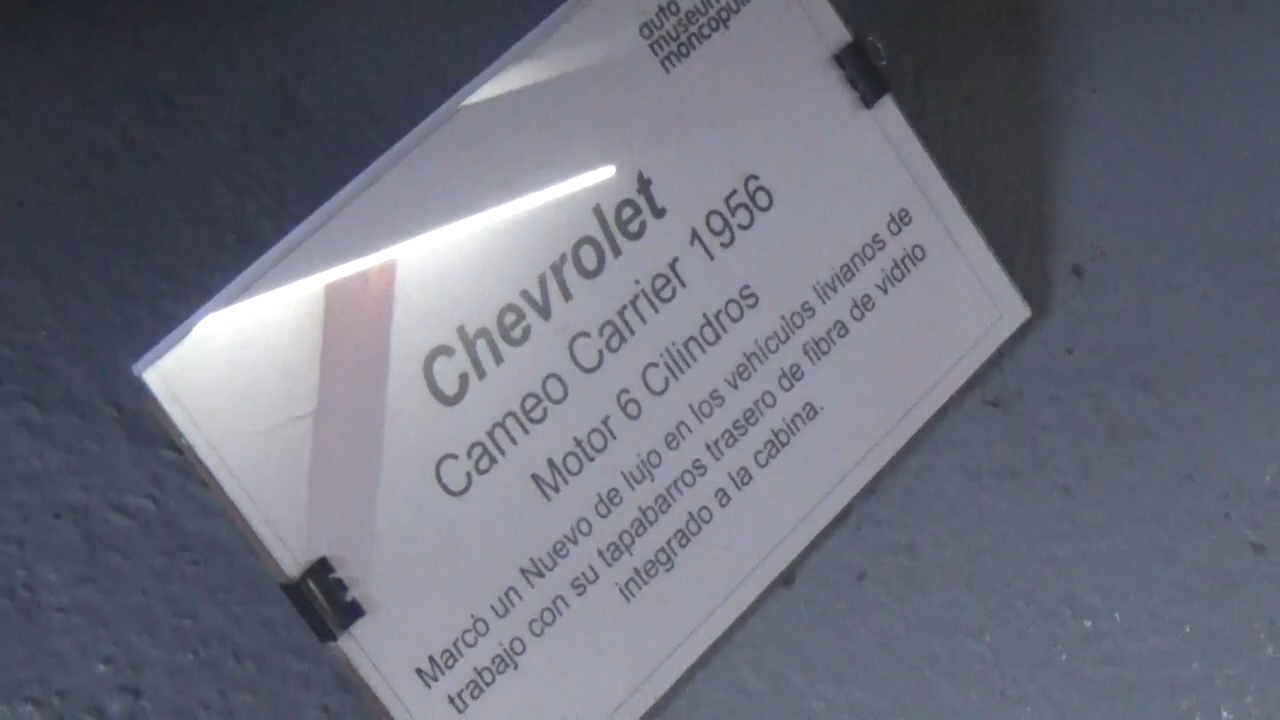 auto
museum
moncopulli
Chevrolet
Cameo Carrier 1956
Motor 6 Cilindros
Marcó un Nuevo de lujo en los vehículos livianos de
trabajo con su tapabarros trasero de fibra de vidrio
integrado a la cabina.